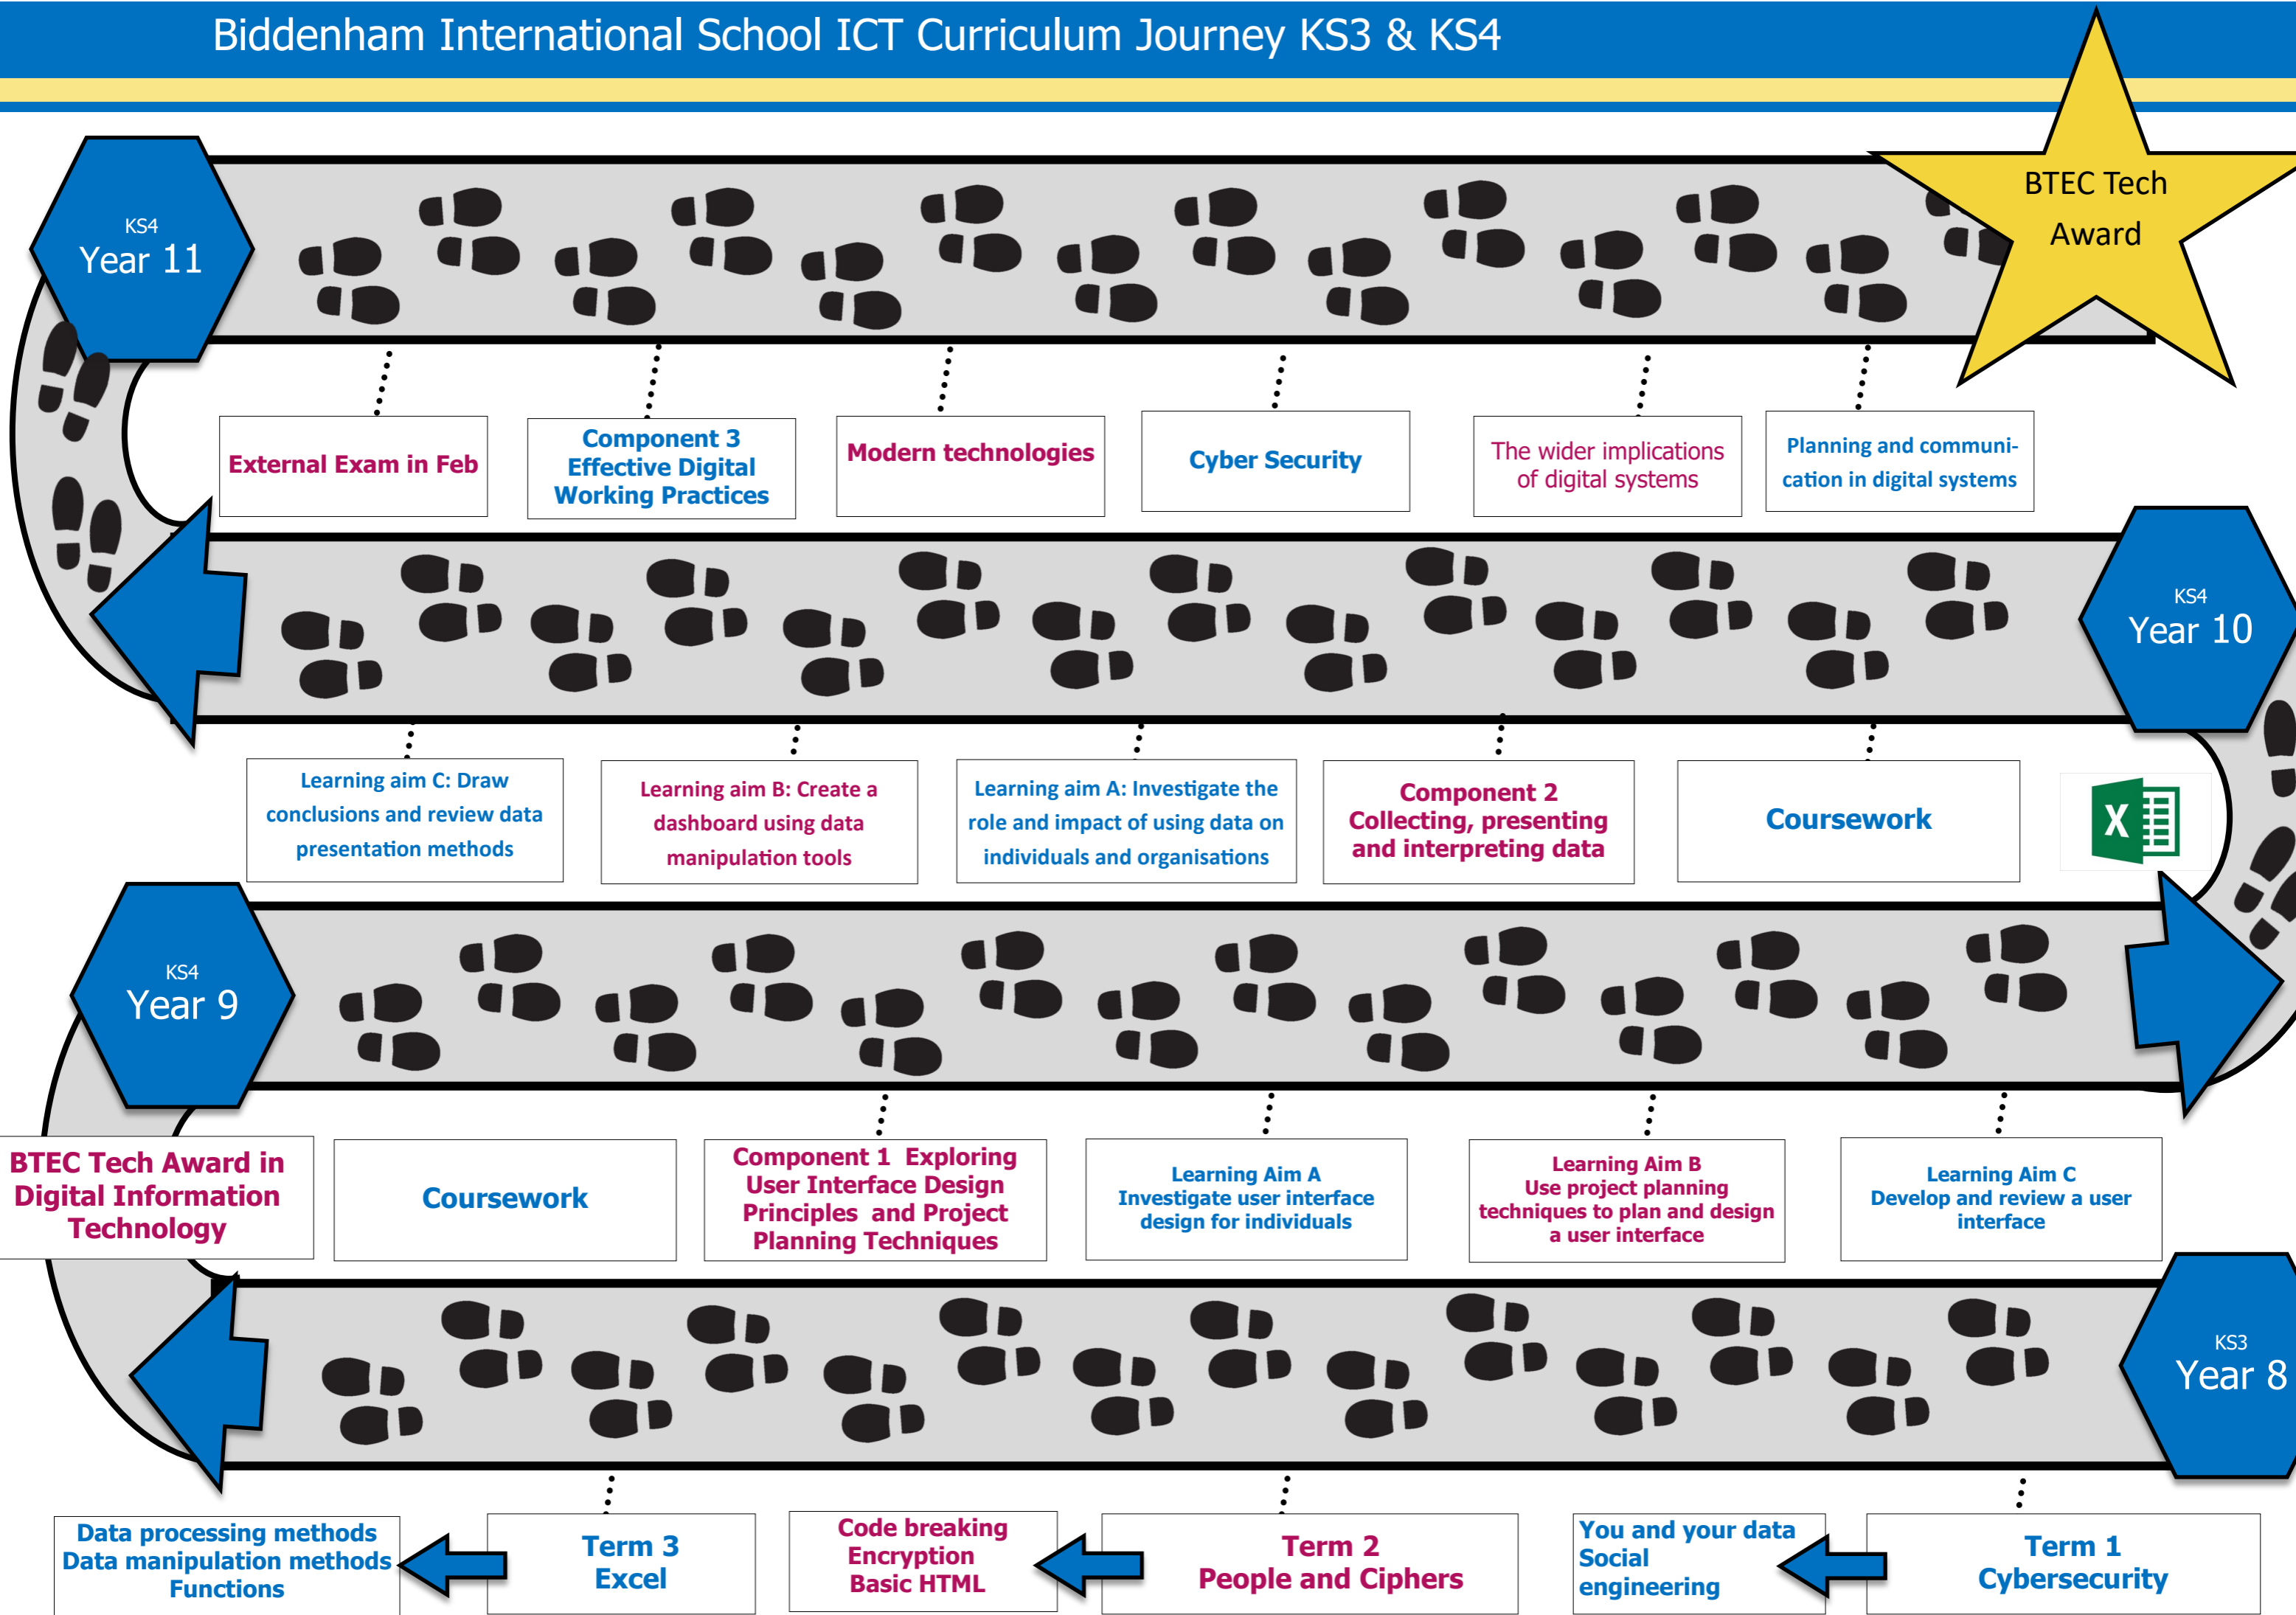 Biddenham International School ICT Curriculum Journey KS3 & KS4
BTEC Tech
Award
KS4
Year 11
External Exam in Feb
Component 3
Effective Digital
Working Practices
Modern technologies
Cyber Security
The wider implications
of digital systems
Planning and communi-
cation in digital systems
KS4
Year 10
Learning aim C: Draw
conclusions and review data
presentation methods
Learning aim B: Create a
dashboard using data
manipulation tools
Learning aim A: Investigate the
role and impact of using data on
individuals and organisations
Component 2
Collecting, presenting
and interpreting data
Coursework
X
KS4
Year 9
BTEC Tech Award in
Digital Information
Technology
Coursework
Component 1 Exploring
User Interface Design
Principles and Project
Planning Techniques
Learning Aim A
Investigate user interface
design for individuals
Learning Aim B
Use project planning
techniques to plan and design
a user interface
Learning Aim C
Develop and review a user
interface
KS3
Year 8
Data processing methods
Data manipulation methods
Functions
Term 3
Excel
Code breaking
Encryption
Basic HTML
Term 2
People and Ciphers
You and your data
Social
engineering
Term 1
Cybersecurity